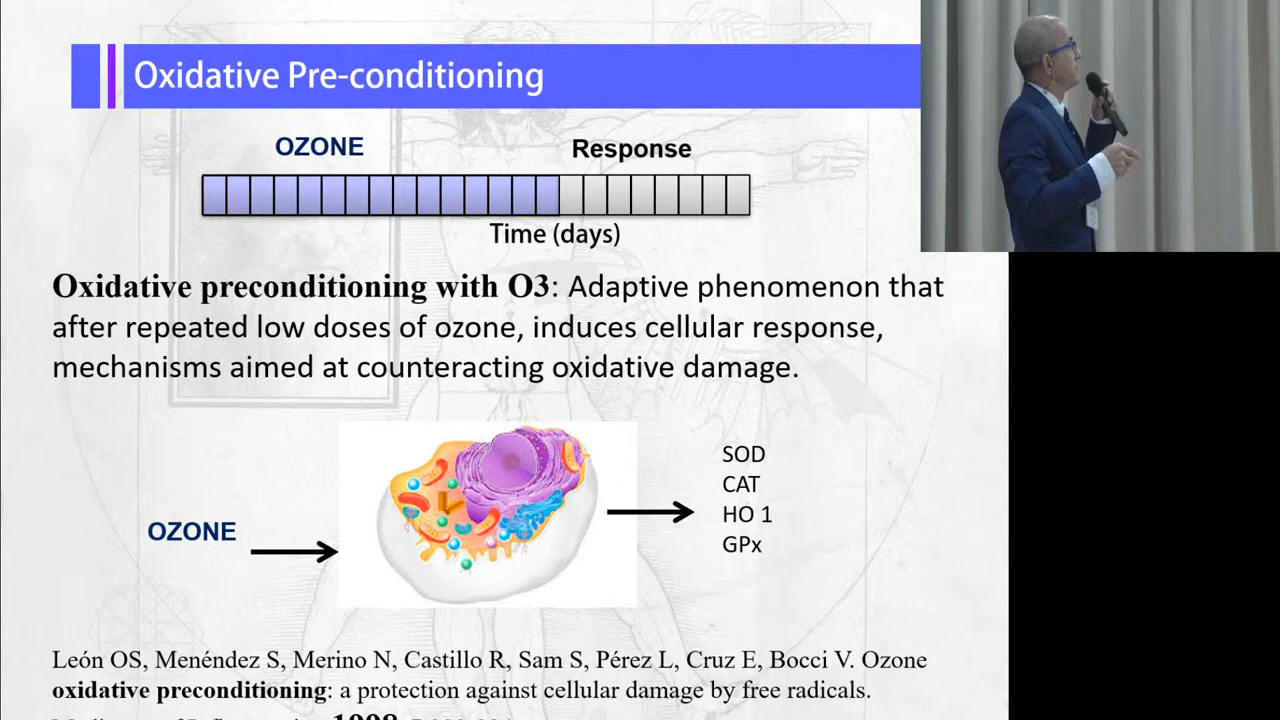 Oxidative Pre-conditioning
OZONE
Response
Time (days)
Oxidative preconditioning with O3: Adaptive phenomenon that
after repeated low doses of ozone, induces cellular response,
mechanisms aimed at counteracting oxidative damage.
OZONE
SOD
CAT
HO 1
GPx
León OS, Menéndez S, Merino N, Castillo R, Sam S, Pérez L, Cruz E, Bocci V. Ozone
oxidative preconditioning: a protection against cellular damage by free radicals.
1998